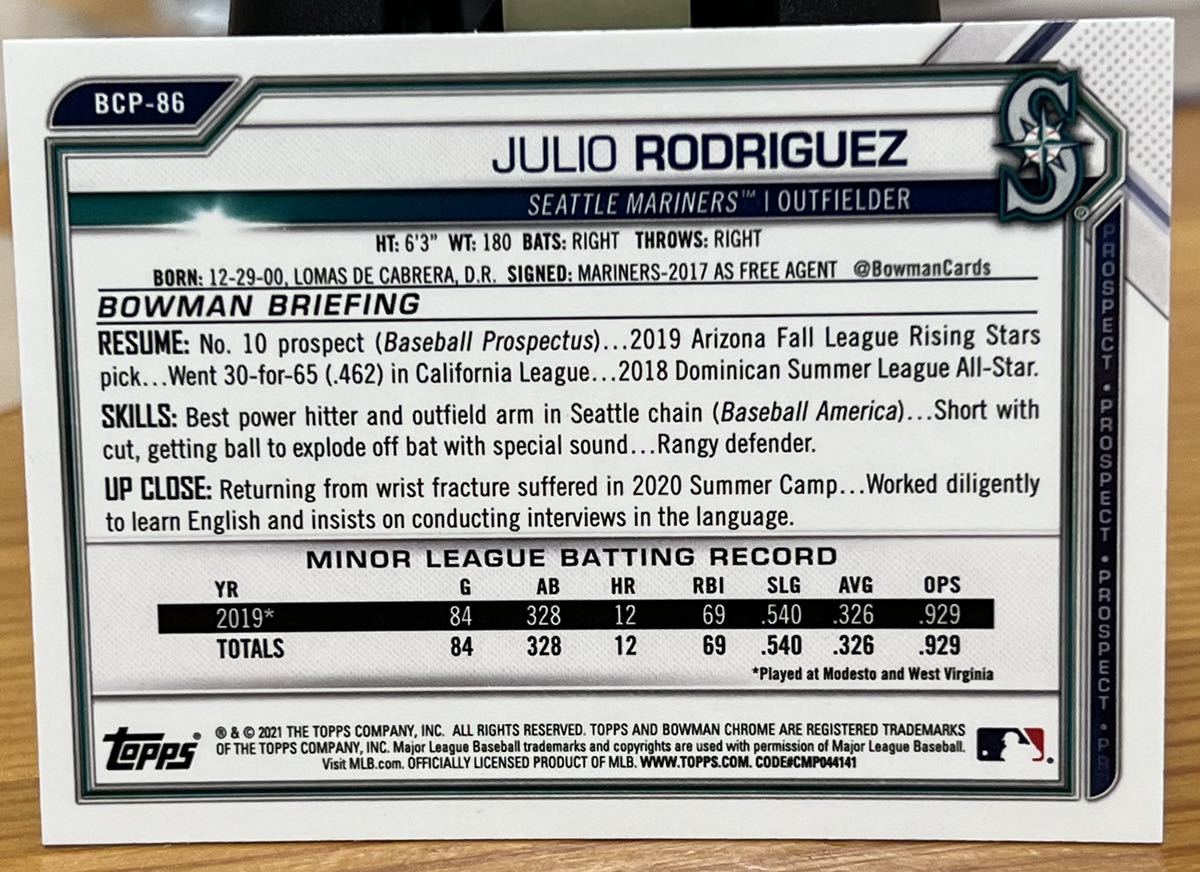 BCP-86
JULIO RODRIGUEZ
SEATTLE MARINERS™ | OUTFIELDER
HT: 6'3" WT: 180 BATS: RIGHT THROWS: RIGHT
BORN: 12-29-00, LOMAS DE CABRERA, D.R. SIGNED: MARINERS-2017 AS FREE AGENT @BowmanCards
BOWMAN BRIEFING
RESUME: No. 10 prospect (Baseball Prospectus)...2019 Arizona Fall League Rising Stars
pick...Went 30-for-65 (.462) in California League...2018 Dominican Summer League All-Star.
SKILLS: Best power hitter and outfield arm in Seattle chain (Baseball America)...Short with
cut, getting ball to explode off bat with special sound...Rangy defender.
UP CLOSE: Returning from wrist fracture suffered in 2020 Summer Camp...Worked diligently
to learn English and insists on conducting interviews in the language.
MINOR LEAGUE BATTING RECORD
YR G AB HR RBI SLG AVG OPS
2019* 84 328 12 69 .540 .326 .929
TOTALS 84 328 12 69 .540 .326 .929
*Played at Modesto and West Virginia
Topps® ® & © 2021 THE TOPPS COMPANY, INC. ALL RIGHTS RESERVED. TOPPS AND BOWMAN CHROME ARE REGISTERED TRADEMARKS
OF THE TOPPS COMPANY, INC. Major League Baseball trademarks and copyrights are used with permission of Major League Baseball.
Visit MLB.com. OFFICIALLY LICENSED PRODUCT OF MLB. WWW.TOPPS.COM. CODE#CMP044141
S®
PROSPECT • PROSPECT • PROSPECT • PR